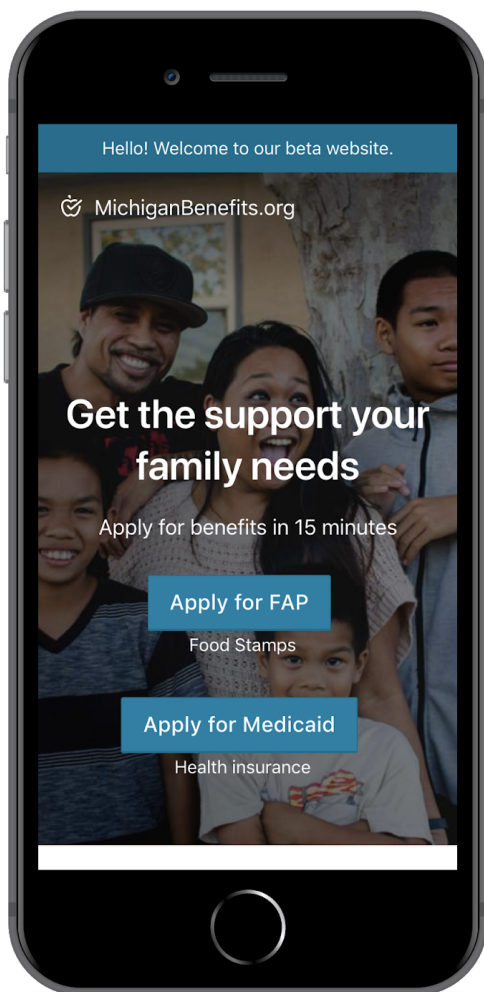 Hello! Welcome to our beta website.
MichiganBenefits.org
Get the support your
family needs
Apply for benefits in 15 minutes
Apply for FAP
Food Stamps
Apply for Medicaid
Health insurance